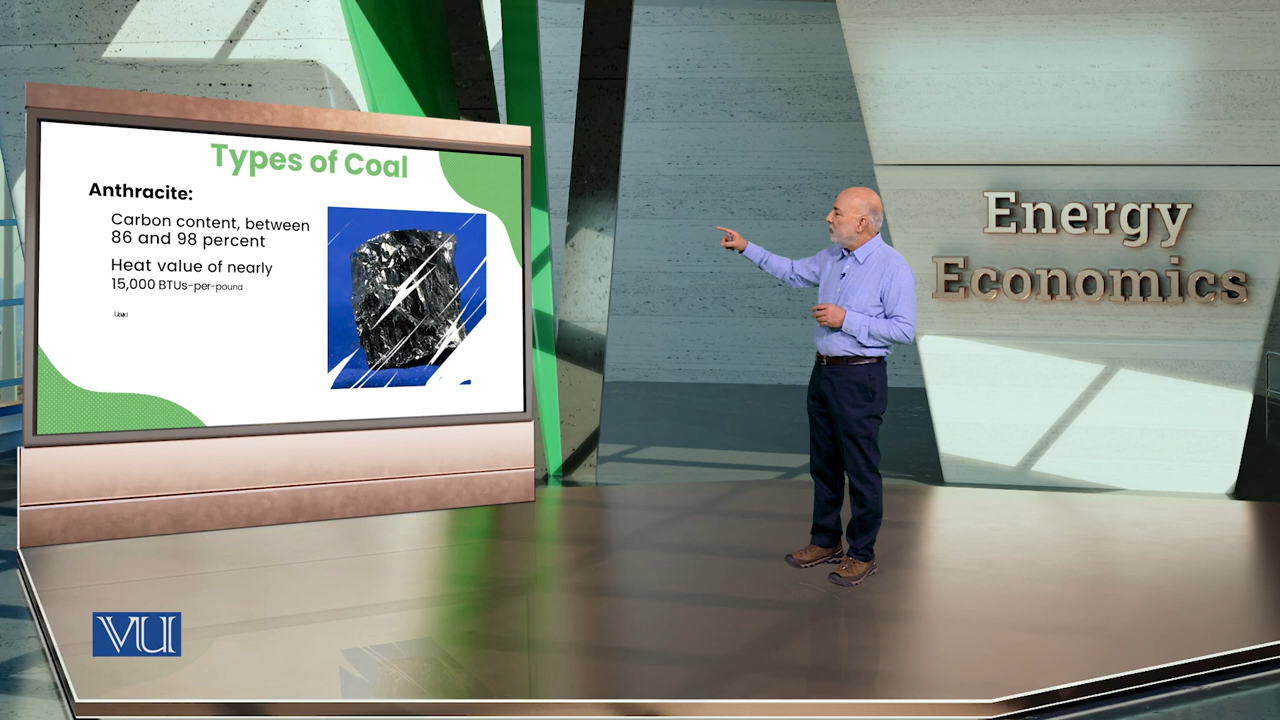 Types of Coal
Anthracite:
Carbon content, between
86 and 98 percent
Heat value of nearly
15,000 BTUs-per-pound
Energy
Economics
VU